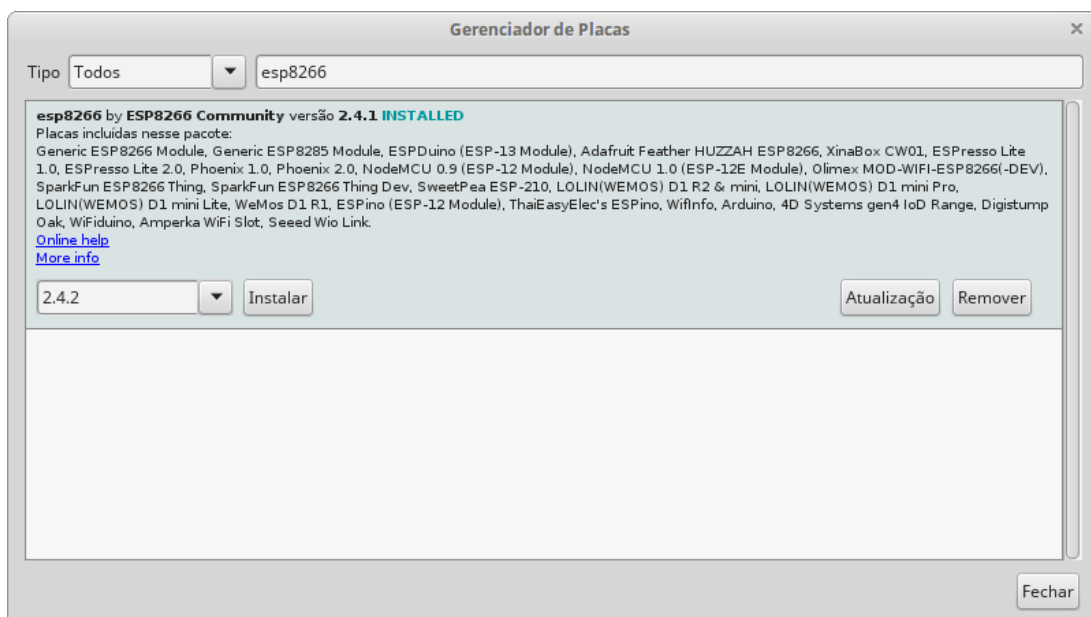 Gerenciador de Placas
Tipo Todos esp8266
esp8266 by ESP8266 Community versão 2.4.1 INSTALLED
Placas incluídas nesse pacote:
Generic ESP8266 Module, Generic ESP8285 Module, ESPDuino (ESP-13 Module), Adafruit Feather HUZZAH ESP8266, XinaBox CW01, ESPresso Lite
1.0, ESPresso Lite 2.0, Phoenix 1.0, Phoenix 2.0, NodeMCU 0.9 (ESP-12 Module), NodeMCU 1.0 (ESP-12E Module), Olimex MOD-WIFI-ESP8266(-DEV),
SparkFun ESP8266 Thing, SparkFun ESP8266 Thing Dev, SweetPea ESP-210, LOLIN(WEMOS) D1 R2 & mini, LOLIN(WEMOS) D1 mini Pro,
LOLIN(WEMOS) D1 mini Lite, WeMos D1 R1, ESPino (ESP-12 Module), ThaiEasyElec's ESPino, WifInfo, Arduino, 4D Systems gen4 IoD Range, Digistump
Oak, WiFiduino, Amperka WiFi Slot, Seeed Wio Link.
Online help
More info
2.4.2 Instalar Atualização Remover
Fechar